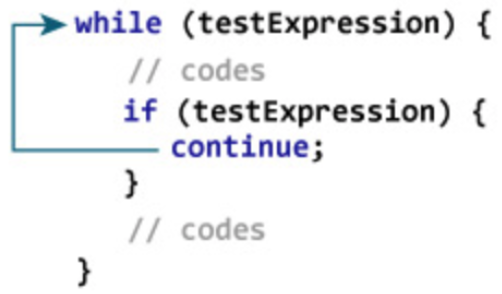 while (testExpression) {
// codes
if (testExpression) {
continue;
}
// codes
}